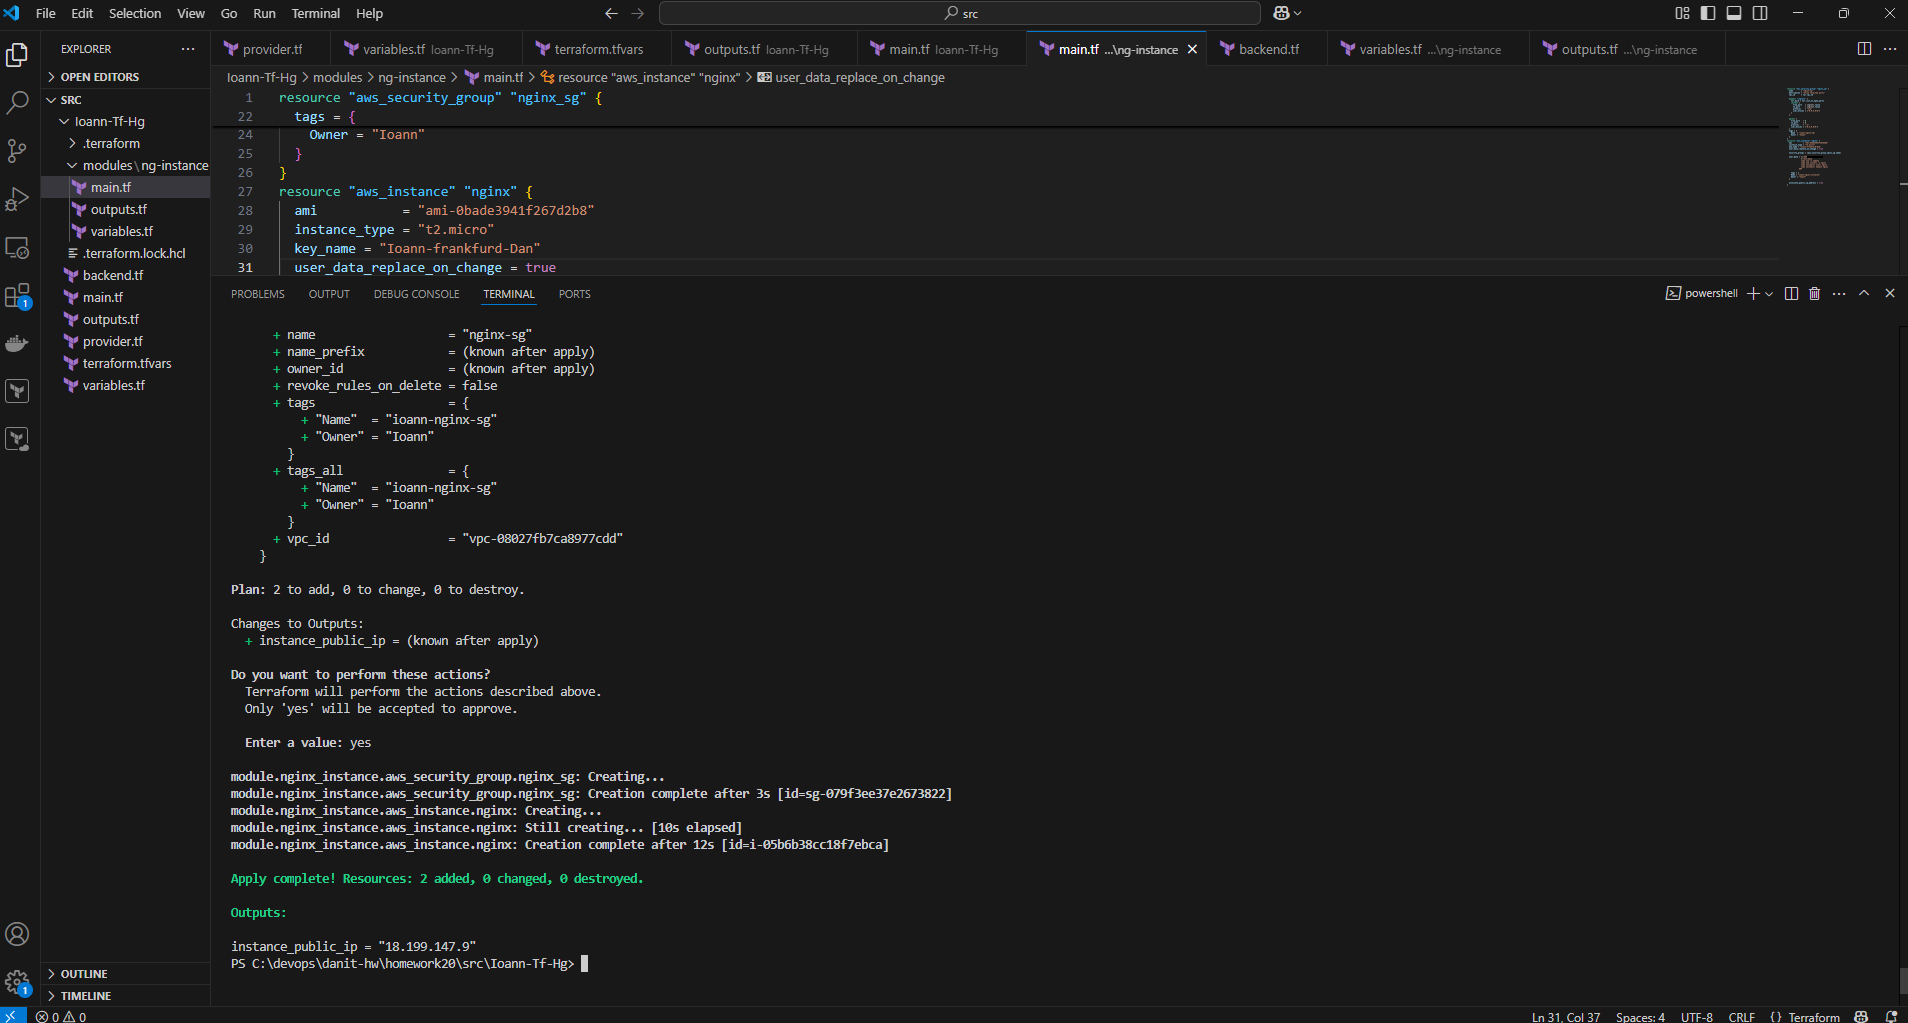 File Edit Selection View Go Run Terminal Help
src
EXPLORER
OPEN EDITORS
SRC
Ioann-Tf-Hg
.terraform
modules \ ng-instance
main.tf
outputs.tf
variables.tf
.terraform.lock.hcl
backend.tf
main.tf
outputs.tf
provider.tf
terraform.tfvars
variables.tf
OUTLINE
TIMELINE
provider.tf variables.tf Ioann-Tf-Hg terraform.tfvars outputs.tf Ioann-Tf-Hg main.tf Ioann-Tf-Hg main.tf ...\ng-instance backend.tf variables.tf ...\ng-instance outputs.tf ...\ng-instance
Ioann-Tf-Hg > modules > ng-instance > main.tf > resource "aws_instance" "nginx" > user_data_replace_on_change
1 resource "aws_security_group" "nginx_sg" {
22 tags = {
24 Owner = "Ioann"
25 }
26 }
27 resource "aws_instance" "nginx" {
28 ami = "ami-0bade3941f267d2b8"
29 instance_type = "t2.micro"
30 key_name = "Ioann-frankfurd-Dan"
31 user_data_replace_on_change = true
PROBLEMS OUTPUT DEBUG CONSOLE TERMINAL PORTS
powershell
+ name = "nginx-sg"
+ name_prefix = (known after apply)
+ owner_id = (known after apply)
+ revoke_rules_on_delete = false
+ tags = {
+ "Name" = "ioann-nginx-sg"
+ "Owner" = "Ioann"
}
+ tags_all = {
+ "Name" = "ioann-nginx-sg"
+ "Owner" = "Ioann"
}
+ vpc_id = "vpc-08027fb7ca8977cdd"
}
Plan: 2 to add, 0 to change, 0 to destroy.
Changes to Outputs:
+ instance_public_ip = (known after apply)
Do you want to perform these actions?
Terraform will perform the actions described above.
Only 'yes' will be accepted to approve.
Enter a value: yes
module.nginx_instance.aws_security_group.nginx_sg: Creating...
module.nginx_instance.aws_security_group.nginx_sg: Creation complete after 3s [id=sg-079f3ee37e2673822]
module.nginx_instance.aws_instance.nginx: Creating...
module.nginx_instance.aws_instance.nginx: Still creating... [10s elapsed]
module.nginx_instance.aws_instance.nginx: Creation complete after 12s [id=i-05b6b38cc18f7ebca]
Apply complete! Resources: 2 added, 0 changed, 0 destroyed.
Outputs:
instance_public_ip = "18.199.147.9"
PS C:\devops\danit-hw\homework20\src\Ioann-Tf-Hg>
1
1
0 0
Ln 31, Col 37 Spaces: 4 UTF-8 CRLF {} Terraform